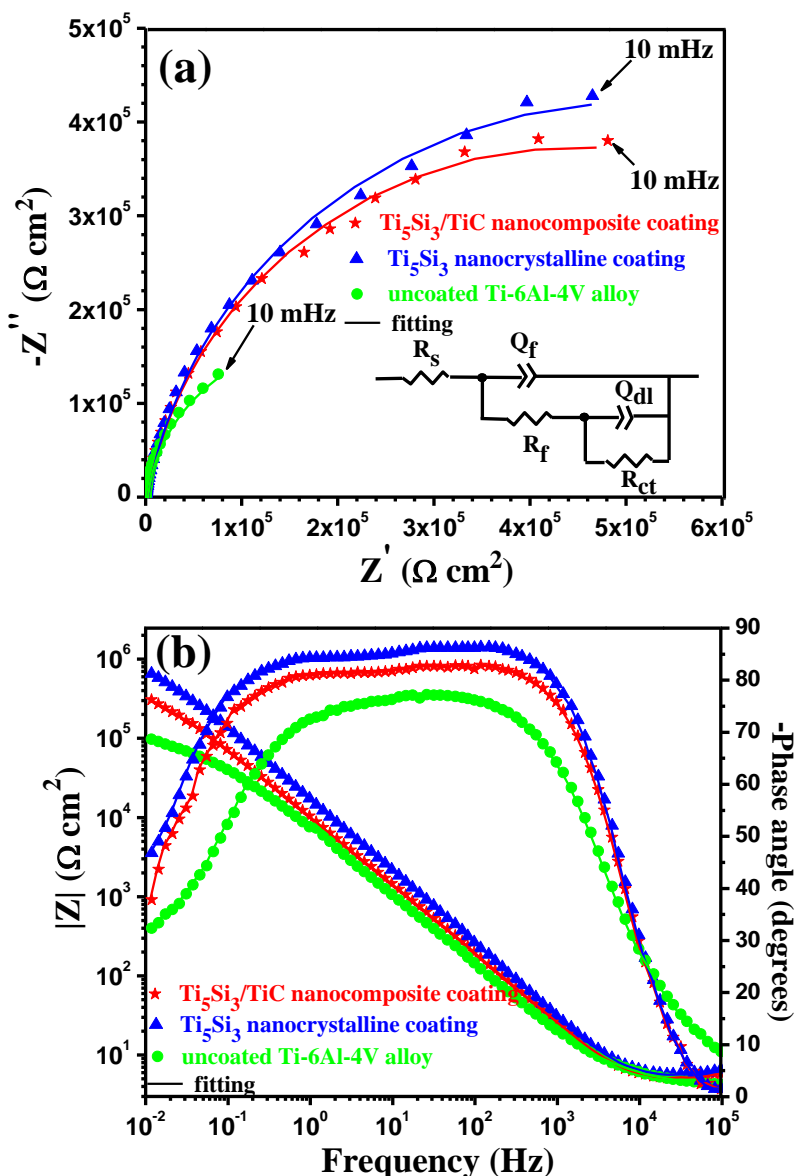 (a)
10 mHz
10 mHz
10 mHz
-Z'' (Ω cm²)
5x10⁵
4x10⁵
3x10⁵
2x10⁵
1x10⁵
0
Ti₅Si₃/TiC nanocomposite coating
Ti₅Si₃ nanocrystalline coating
uncoated Ti-6Al-4V alloy
fitting
Rₛ
Q_f
R_f
Q_dl
R_ct
0 1x10⁵ 2x10⁵ 3x10⁵ 4x10⁵ 5x10⁵ 6x10⁵
Z' (Ω cm²)
(b)
|Z| (Ω cm²)
10⁶
10⁵
10⁴
10³
10²
10¹
Ti₅Si₃/TiC nanocomposite coating
Ti₅Si₃ nanocrystalline coating
uncoated Ti-6Al-4V alloy
fitting
90
80
70
60
50
40
30
20
10
0
-Phase angle (degrees)
10⁻² 10⁻¹ 10⁰ 10¹ 10² 10³ 10⁴ 10⁵
Frequency (Hz)